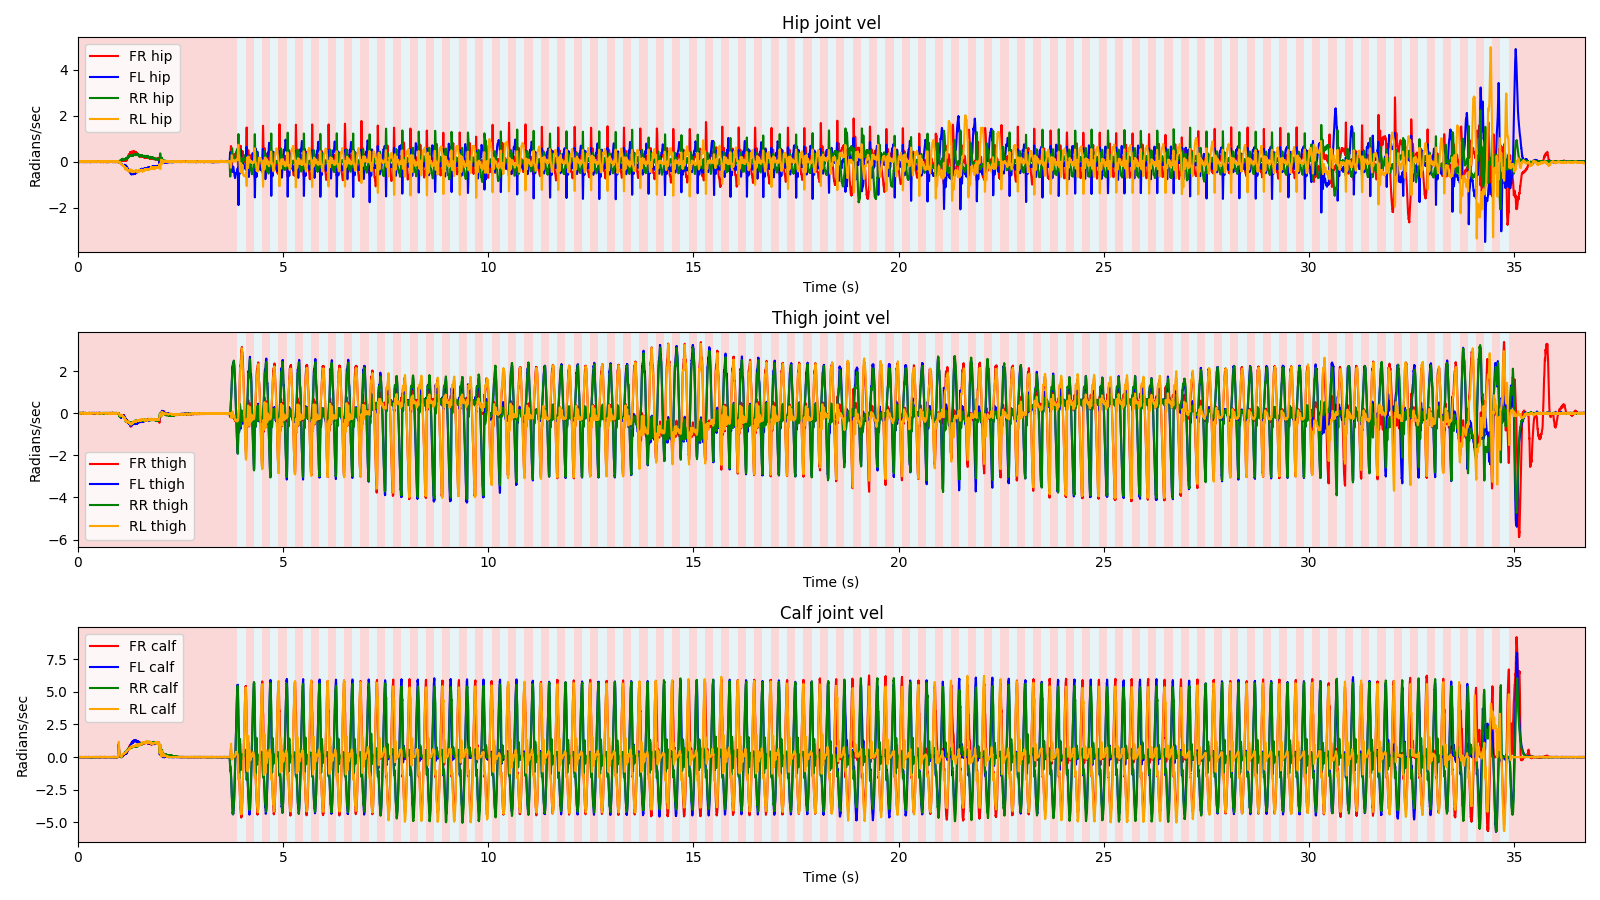 Hip joint vel
Radians/sec
4
2
0
−2
FR hip
FL hip
RR hip
RL hip
0 5 10 15 20 25 30 35
Time (s)
Thigh joint vel
Radians/sec
2
0
−2
−4
−6
FR thigh
FL thigh
RR thigh
RL thigh
0 5 10 15 20 25 30 35
Time (s)
Calf joint vel
Radians/sec
7.5
5.0
2.5
0.0
−2.5
−5.0
FR calf
FL calf
RR calf
RL calf
0 5 10 15 20 25 30 35
Time (s)